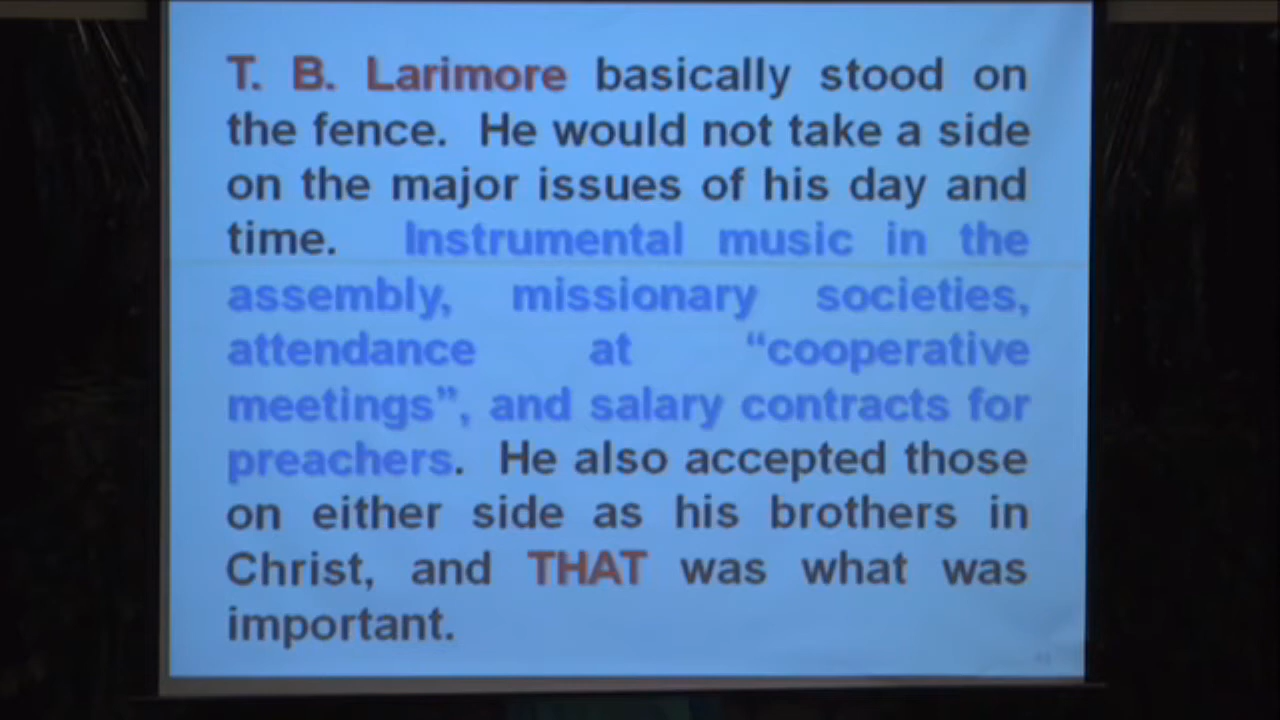 T. B. Larimore basically stood on
the fence. He would not take a side
on the major issues of his day and
time. Instrumental music in the
assembly, missionary societies,
attendance at “cooperative
meetings”, and salary contracts for
preachers. He also accepted those
on either side as his brothers in
Christ, and THAT was what was
important.